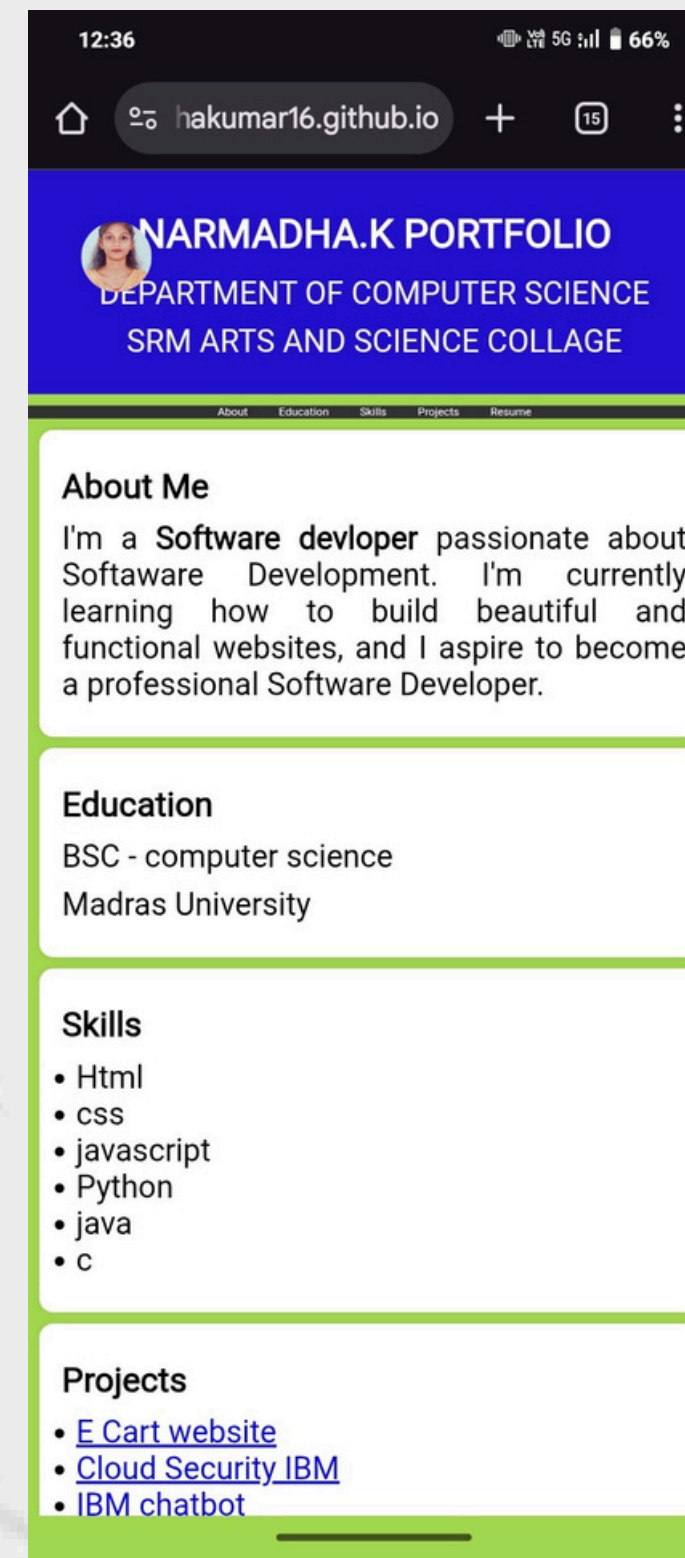 12:36 5G 66%
hakumar16.github.io 15
NARMADHA.K PORTFOLIO
DEPARTMENT OF COMPUTER SCIENCE
SRM ARTS AND SCIENCE COLLAGE
About Education Skills Projects Resume
About Me
I'm a Software devloper passionate about
Softaware Development. I'm currently
learning how to build beautiful and
functional websites, and I aspire to become
a professional Software Developer.
Education
BSC - computer science
Madras University
Skills
• Html
• css
• javascript
• Python
• java
• c
Projects
• E Cart website
• Cloud Security IBM
• IBM chatbot